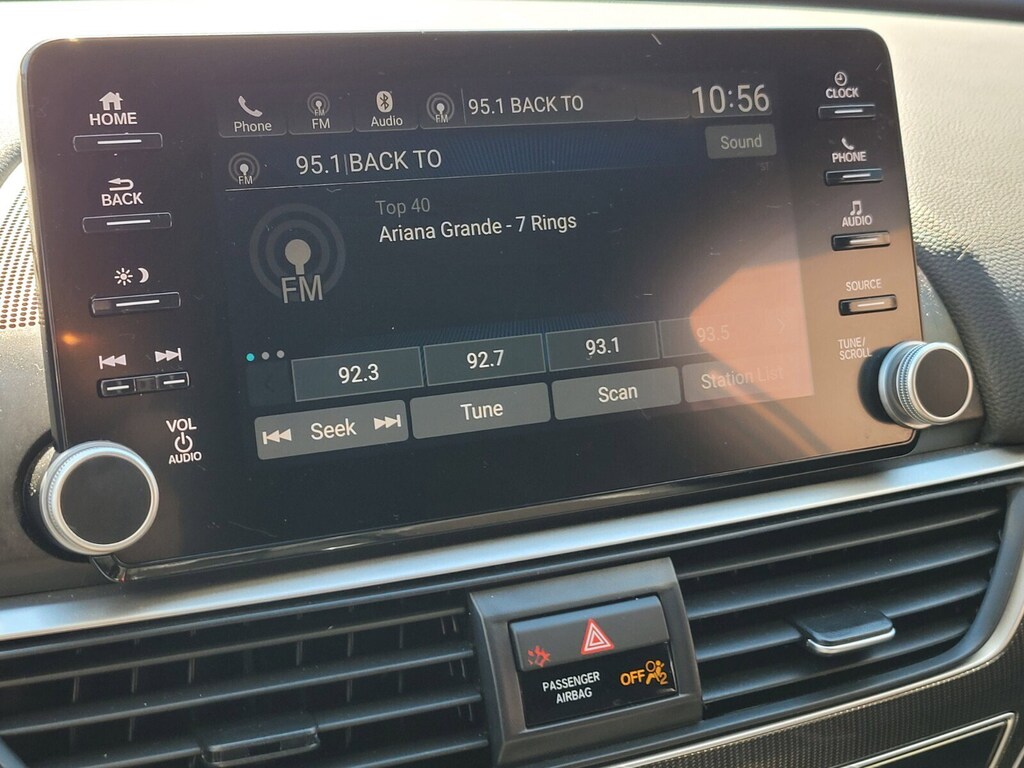 HOME
BACK
VOL
AUDIO
Phone
FM
Audio
FM
95.1 BACK TO
10:56
FM
95.1 BACK TO
Sound
FM
Top 40
Ariana Grande - 7 Rings
92.3
92.7
93.1
93.5
Seek
Tune
Scan
Station List
CLOCK
PHONE
AUDIO
SOURCE
TUNE/
SCROLL
PASSENGER
AIRBAG
OFF
2